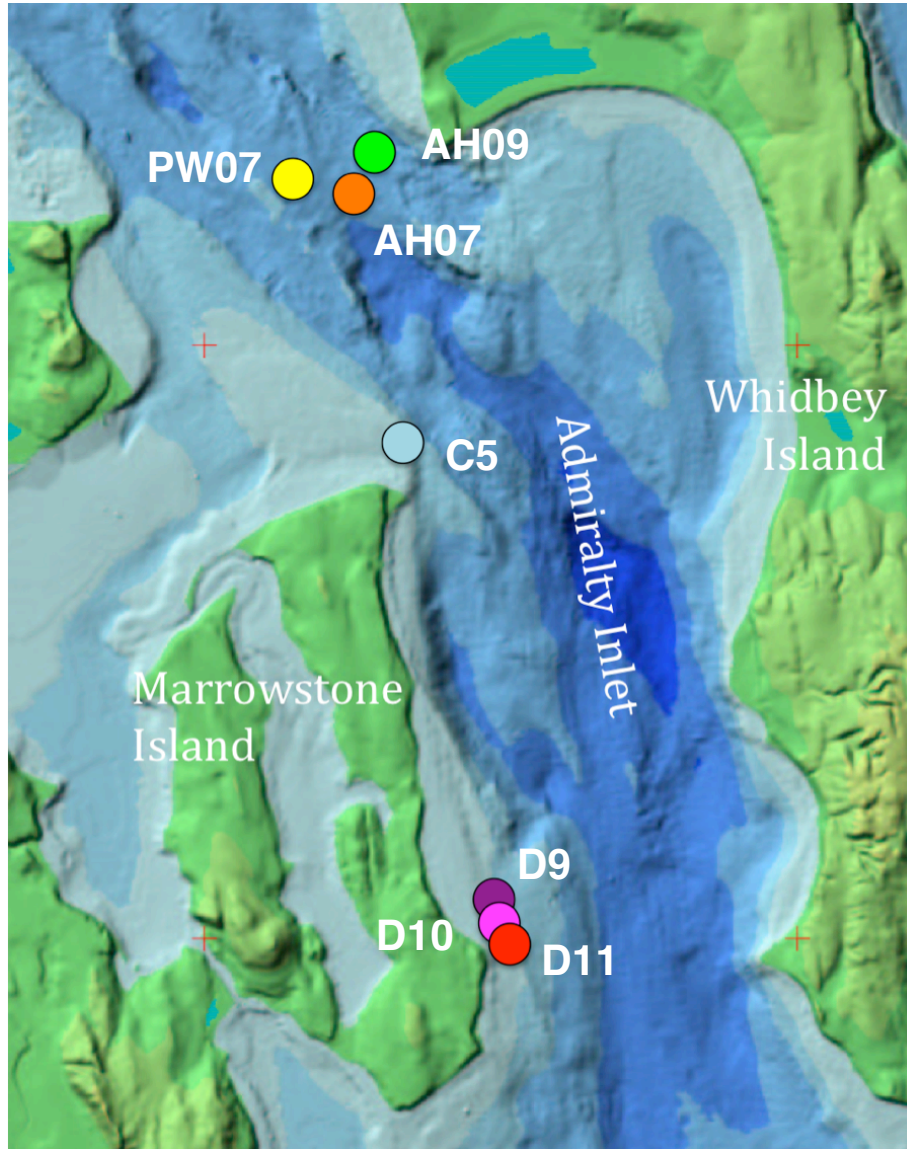 AH09
PW07
AH07
Whidbey
Island
C5
Admiralty Inlet
Marrowstone
Island
D9
D10
D11